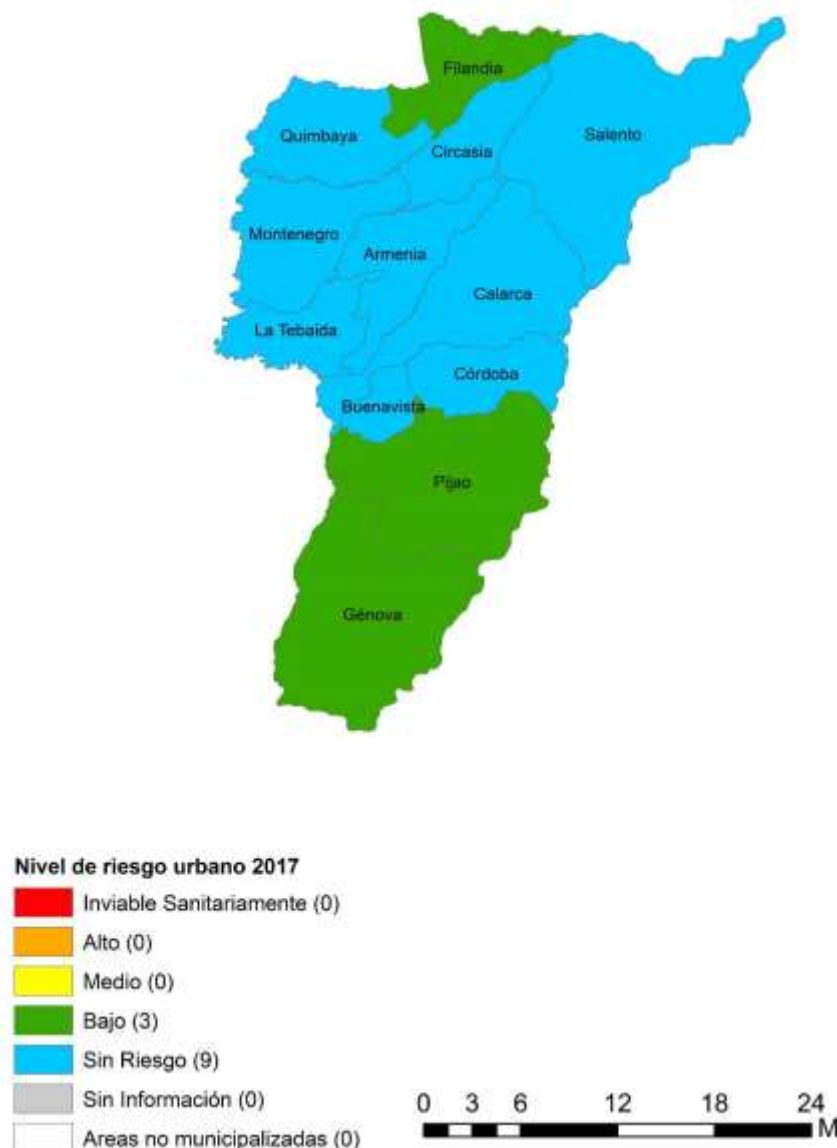 Filandia
Quimbaya
Circasia
Salento
Montenegro
Armenia
Calarca
La Tebaida
Córdoba
Buenavista
Pijao
Génova
Nivel de riesgo urbano 2017
Inviable Sanitariamente (0)
Alto (0)
Medio (0)
Bajo (3)
Sin Riesgo (9)
Sin Información (0)
Areas no municipalizadas (0)
0 3 6 12 18 24
M